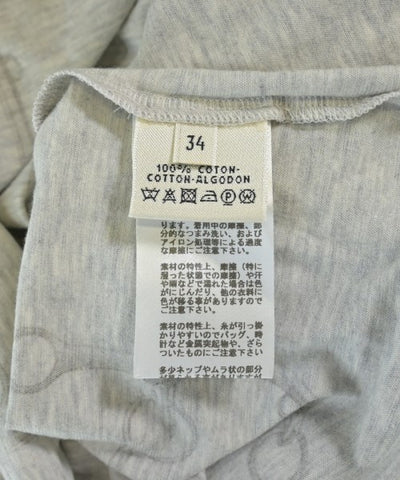 34
100% COTON-
COTTON-ALGODON
ります。着用中の摩擦、部
分的なつまみ洗い、および
アイロン処理等による過度
な摩擦にご注意下さい。
素材の特性上、摩擦（特に
湿った状態での摩擦）や汗
や雨などで濡れた場合は色
がにじんだり、他の衣料に
色が移る事がありますので
ご注意下さい。
素材の特性上、糸が引っ掛
かりやすいのでバッグ、時
計など金属突起物や、ざら
ついたものにご注意下さい
多少ネップやムラ状の部分